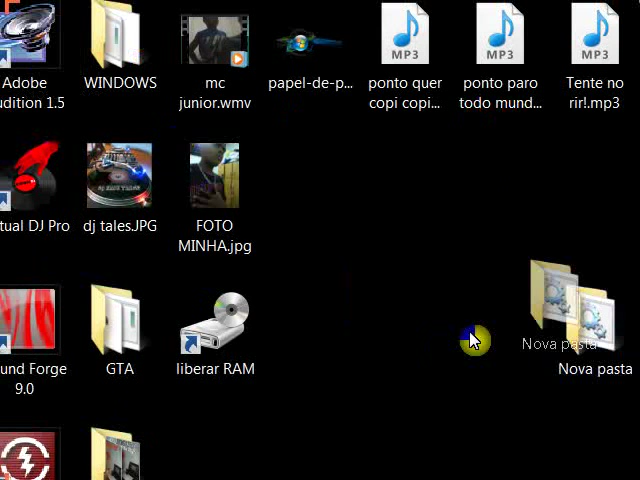 Adobe
udition 1.5
WINDOWS
mc
junior.wmv
papel-de-p...
MP3
ponto quer
copi copi...
MP3
ponto paro
todo mund...
MP3
Tente no
rir!.mp3
tual DJ Pro
dj tales.JPG
FOTO
MINHA.jpg
und Forge
9.0
GTA
liberar RAM
Nova pasta
Nova pasta